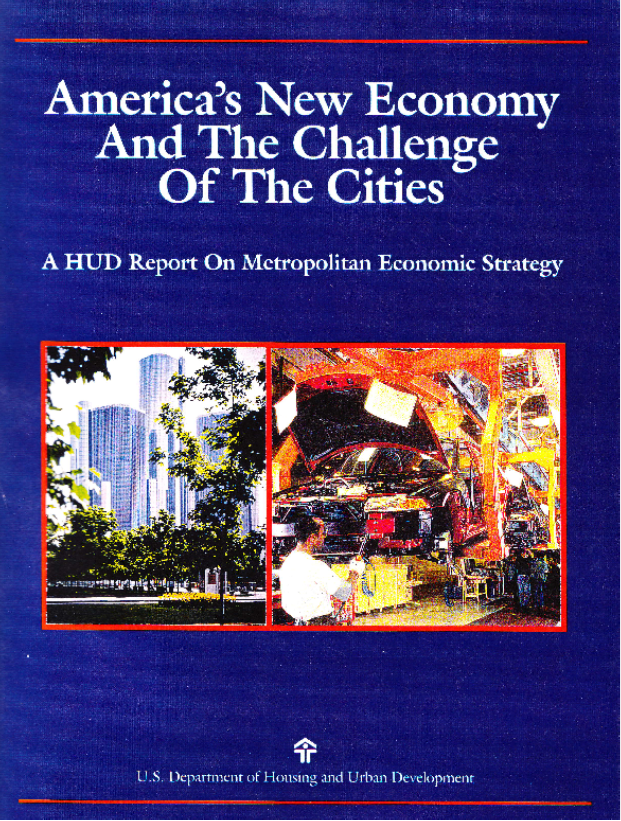 America's New Economy
And The Challenge
Of The Cities
A HUD Report On Metropolitan Economic Strategy
U.S. Department of Housing and Urban Development